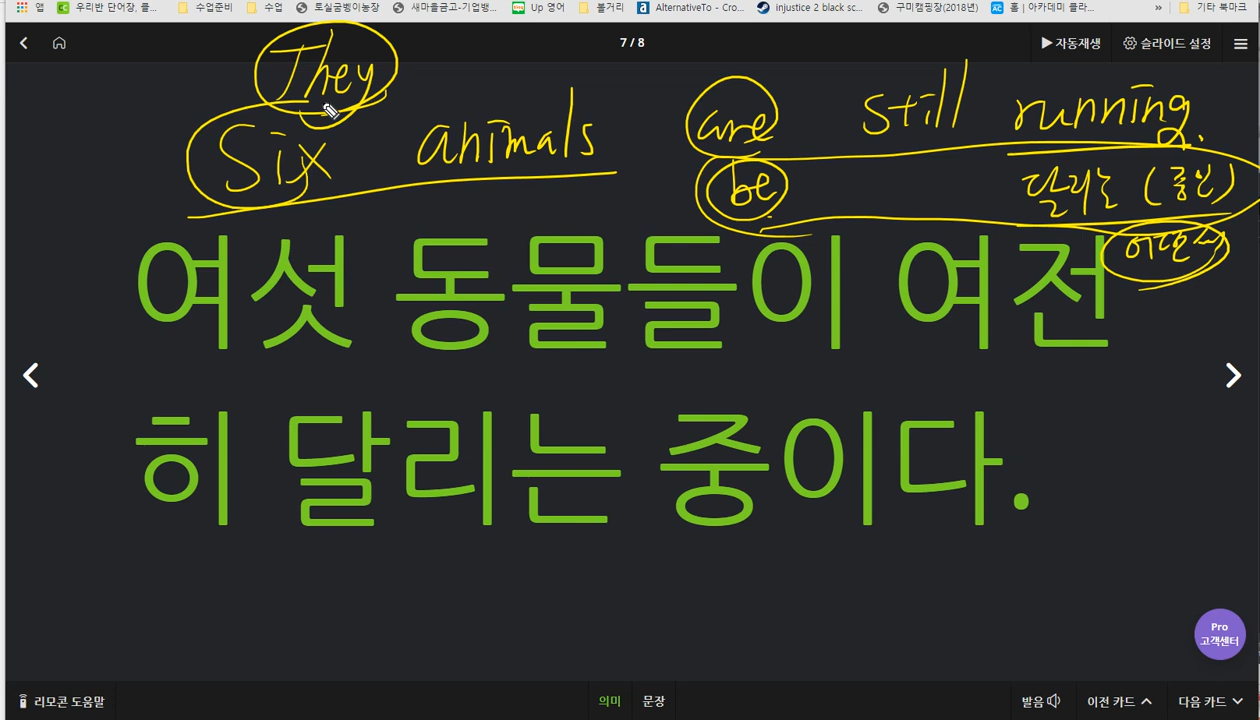 앱 우리반 단어장, 클... 수업준비 수업 토실굼벵이농장 새마을금고-기업뱅... Up 영어 볼거리 AlternativeTo - Cro... injustice 2 black sc... 구미캠핑장(2018년) 홈 | 아카데미 클라... » 기타 북마크
7 / 8 자동재생 슬라이드 설정
They
Six animals are still running.
be 달리는 (중인)
여섯 동물들이 여전
히 달리는 중이다.
Pro
고객센터
리모콘 도움말 의미 문장 발음 이전 카드 다음 카드